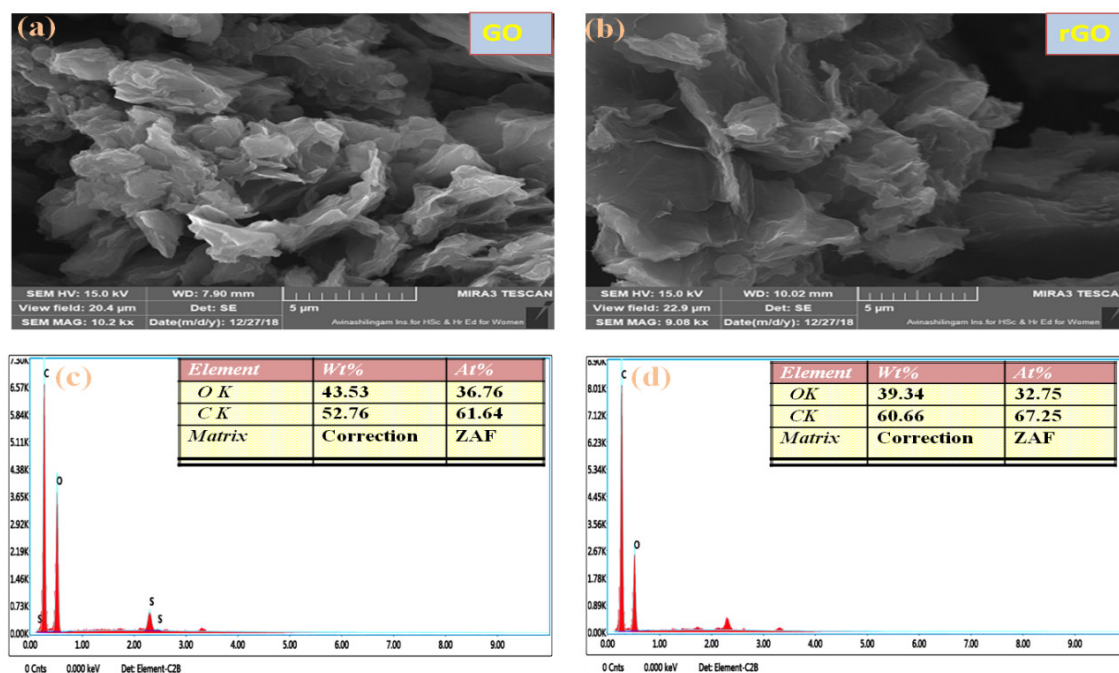 (a) GO
SEM HV: 15.0 kV WD: 7.90 mm MIRA3 TESCAN
View field: 20.4 µm Det: SE 5 µm
SEM MAG: 10.2 kx Date(m/d/y): 12/27/18 Avinashilingam Ins for HSc & Hr Ed for Women
(b) rGO
SEM HV: 15.0 kV WD: 10.02 mm MIRA3 TESCAN
View field: 22.9 µm Det: SE 5 µm
SEM MAG: 9.08 kx Date(m/d/y): 12/27/18 Avinashilingam Ins for HSc & Hr Ed for Women
(c)
Element Wt% At%
O K 43.53 36.76
C K 52.76 61.64
Matrix Correction ZAF
7.30K
6.57K
5.84K
5.11K
4.38K
3.65K
2.92K
2.19K
1.46K
0.73K
0.00K
C
O
S
S
S
0.00 1.00 2.00 3.00 4.00 5.00 6.00 7.00 8.00 9.00
0 Cnts 0.000 keV Det: Element-C2B
(d)
Element Wt% At%
OK 39.34 32.75
CK 60.66 67.25
Matrix Correction ZAF
8.90K
8.01K
7.12K
6.23K
5.34K
4.45K
3.56K
2.67K
1.78K
0.89K
0.00K
C
O
0.00 1.00 2.00 3.00 4.00 5.00 6.00 7.00 8.00 9.00
0 Cnts 0.000 keV Det: Element-C2B